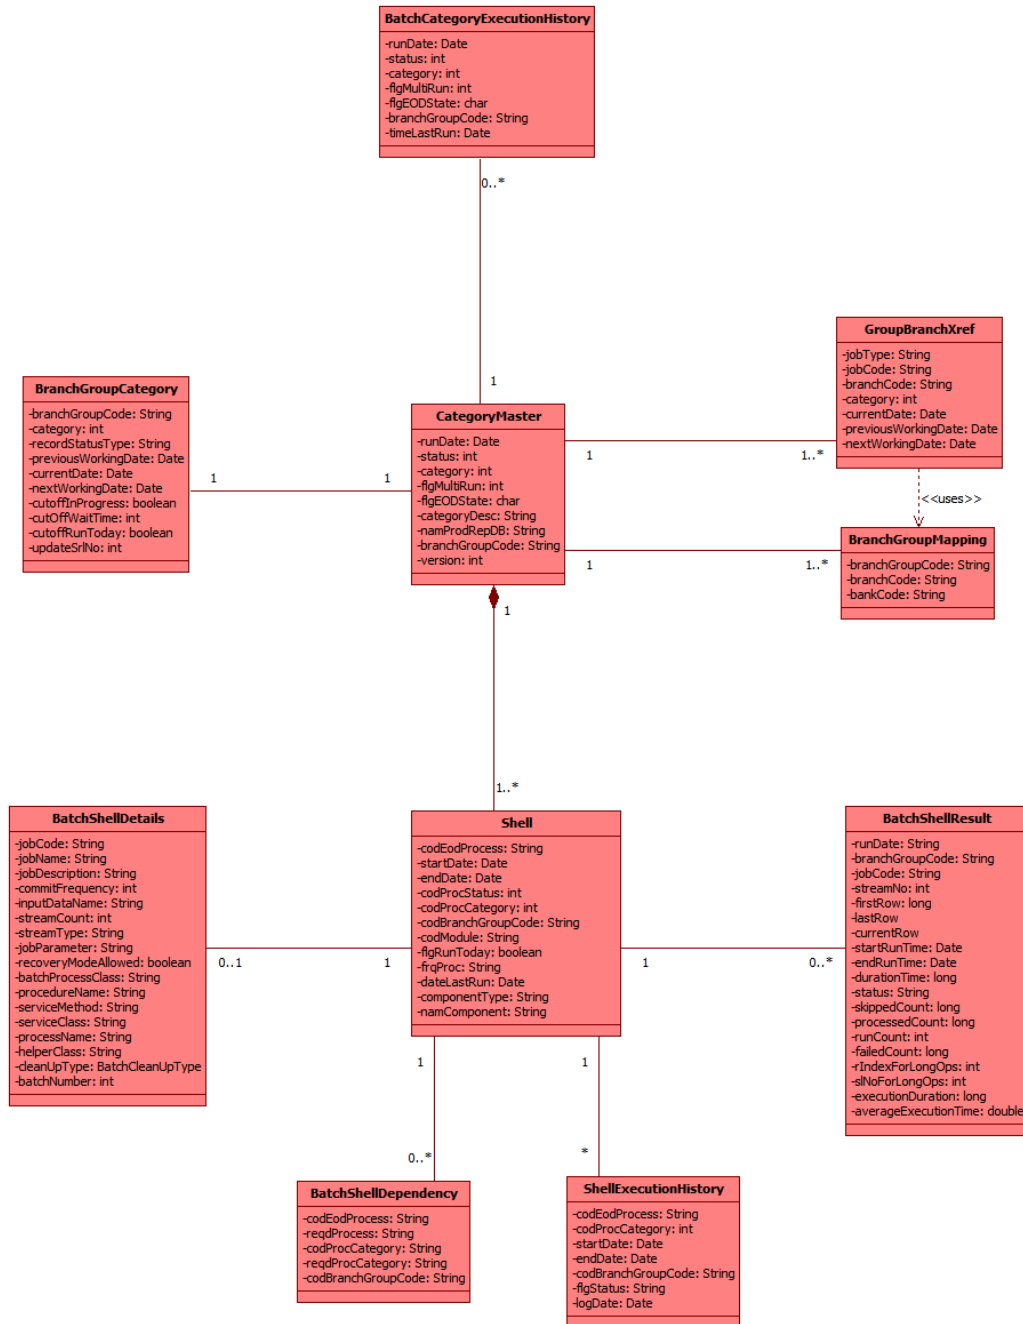 BatchCategoryExecutionHistory
-runDate: Date
-status: int
-category: int
-flgMultiRun: int
-flgEODState: char
-branchGroupCode: String
-timeLastRun: Date
0..*
1
GroupBranchXref
-jobType: String
-jobCode: String
-branchCode: String
-category: int
-currentDate: Date
-previousWorkingDate: Date
-nextWorkingDate: Date
BranchGroupCategory
-branchGroupCode: String
-category: int
-recordStatusType: String
-previousWorkingDate: Date
-currentDate: Date
-nextWorkingDate: Date
-cutoffInProgress: boolean
-cutOffWaitTime: int
-cutoffRunToday: boolean
-updateSrlNo: int
1
1
CategoryMaster
-runDate: Date
-status: int
-category: int
-flgMultiRun: int
-flgEODState: char
-categoryDesc: String
-namProdRepDB: String
-branchGroupCode: String
-version: int
1
1..*
<<uses>>
BranchGroupMapping
-branchGroupCode: String
-branchCode: String
-bankCode: String
1
1..*
1
1..*
BatchShellDetails
-jobCode: String
-jobName: String
-jobDescription: String
-commitFrequency: int
-inputDataName: String
-streamCount: int
-streamType: String
-jobParameter: String
-recoveryModeAllowed: boolean
-batchProcessClass: String
-procedureName: String
-serviceMethod: String
-serviceClass: String
-processName: String
-helperClass: String
-cleanUpType: BatchCleanUpType
-batchNumber: int
0..1
1
Shell
-codEodProcess: String
-startDate: Date
-endDate: Date
-codProcStatus: int
-codProcCategory: int
-codBranchGroupCode: String
-codModule: String
-flgRunToday: boolean
-frqProc: String
-dateLastRun: Date
-componentType: String
-namComponent: String
1
0..*
BatchShellResult
-runDate: String
-branchGroupCode: String
-jobCode: String
-streamNo: int
-firstRow: long
-lastRow
-currentRow
-startRunTime: Date
-endRunTime: Date
-durationTime: long
-status: String
-skippedCount: long
-processedCount: long
-runCount: int
-failedCount: long
-rIndexForLongOps: int
-slNoForLongOps: int
-executionDuration: long
-averageExecutionTime: double
1
1
0..*
*
BatchShellDependency
-codEodProcess: String
-reqdProcess: String
-codProcCategory: String
-reqdProcCategory: String
-codBranchGroupCode: String
ShellExecutionHistory
-codEodProcess: String
-codProcCategory: int
-startDate: Date
-endDate: Date
-codBranchGroupCode: String
-flgStatus: String
-logDate: Date